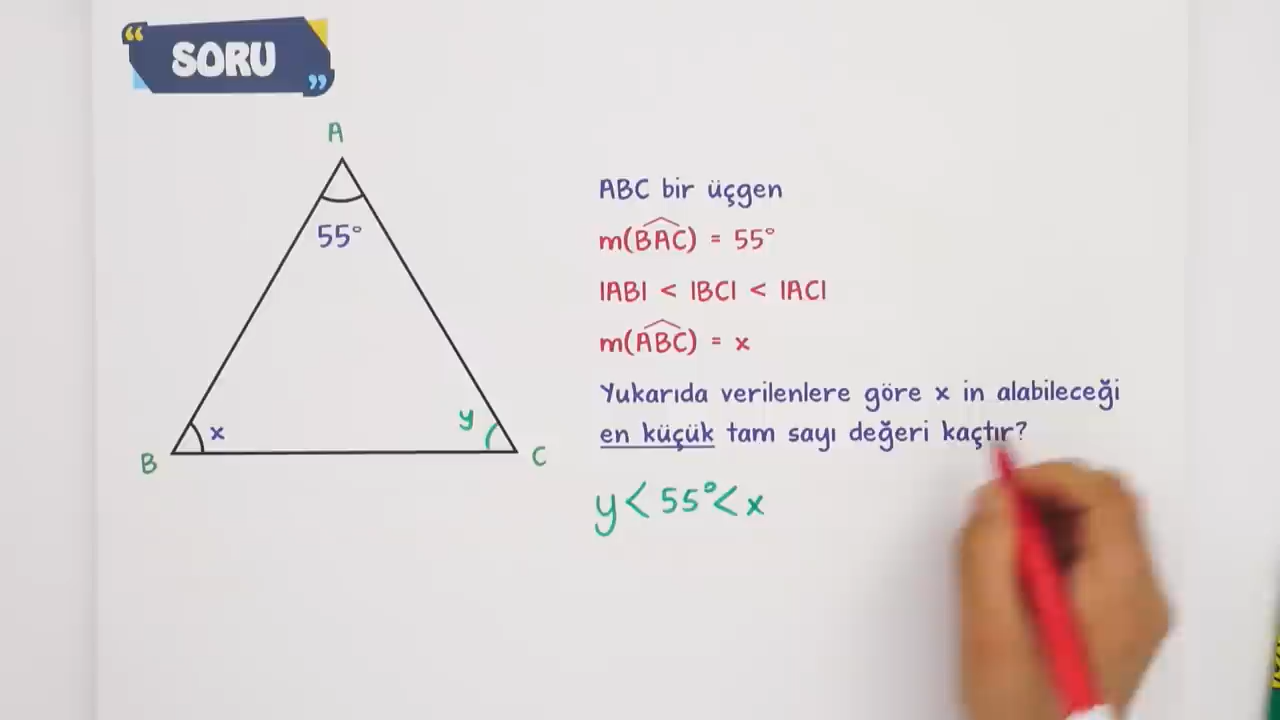 “ SORU ”
A
55°
B
x
y
C
ABC bir üçgen
m(BAC) = 55°
|AB| < |BC| < |AC|
m(ABC) = x
Yukarıda verilenlere göre x in alabileceği
en küçük tam sayı değeri kaçtır?
y < 55° < x